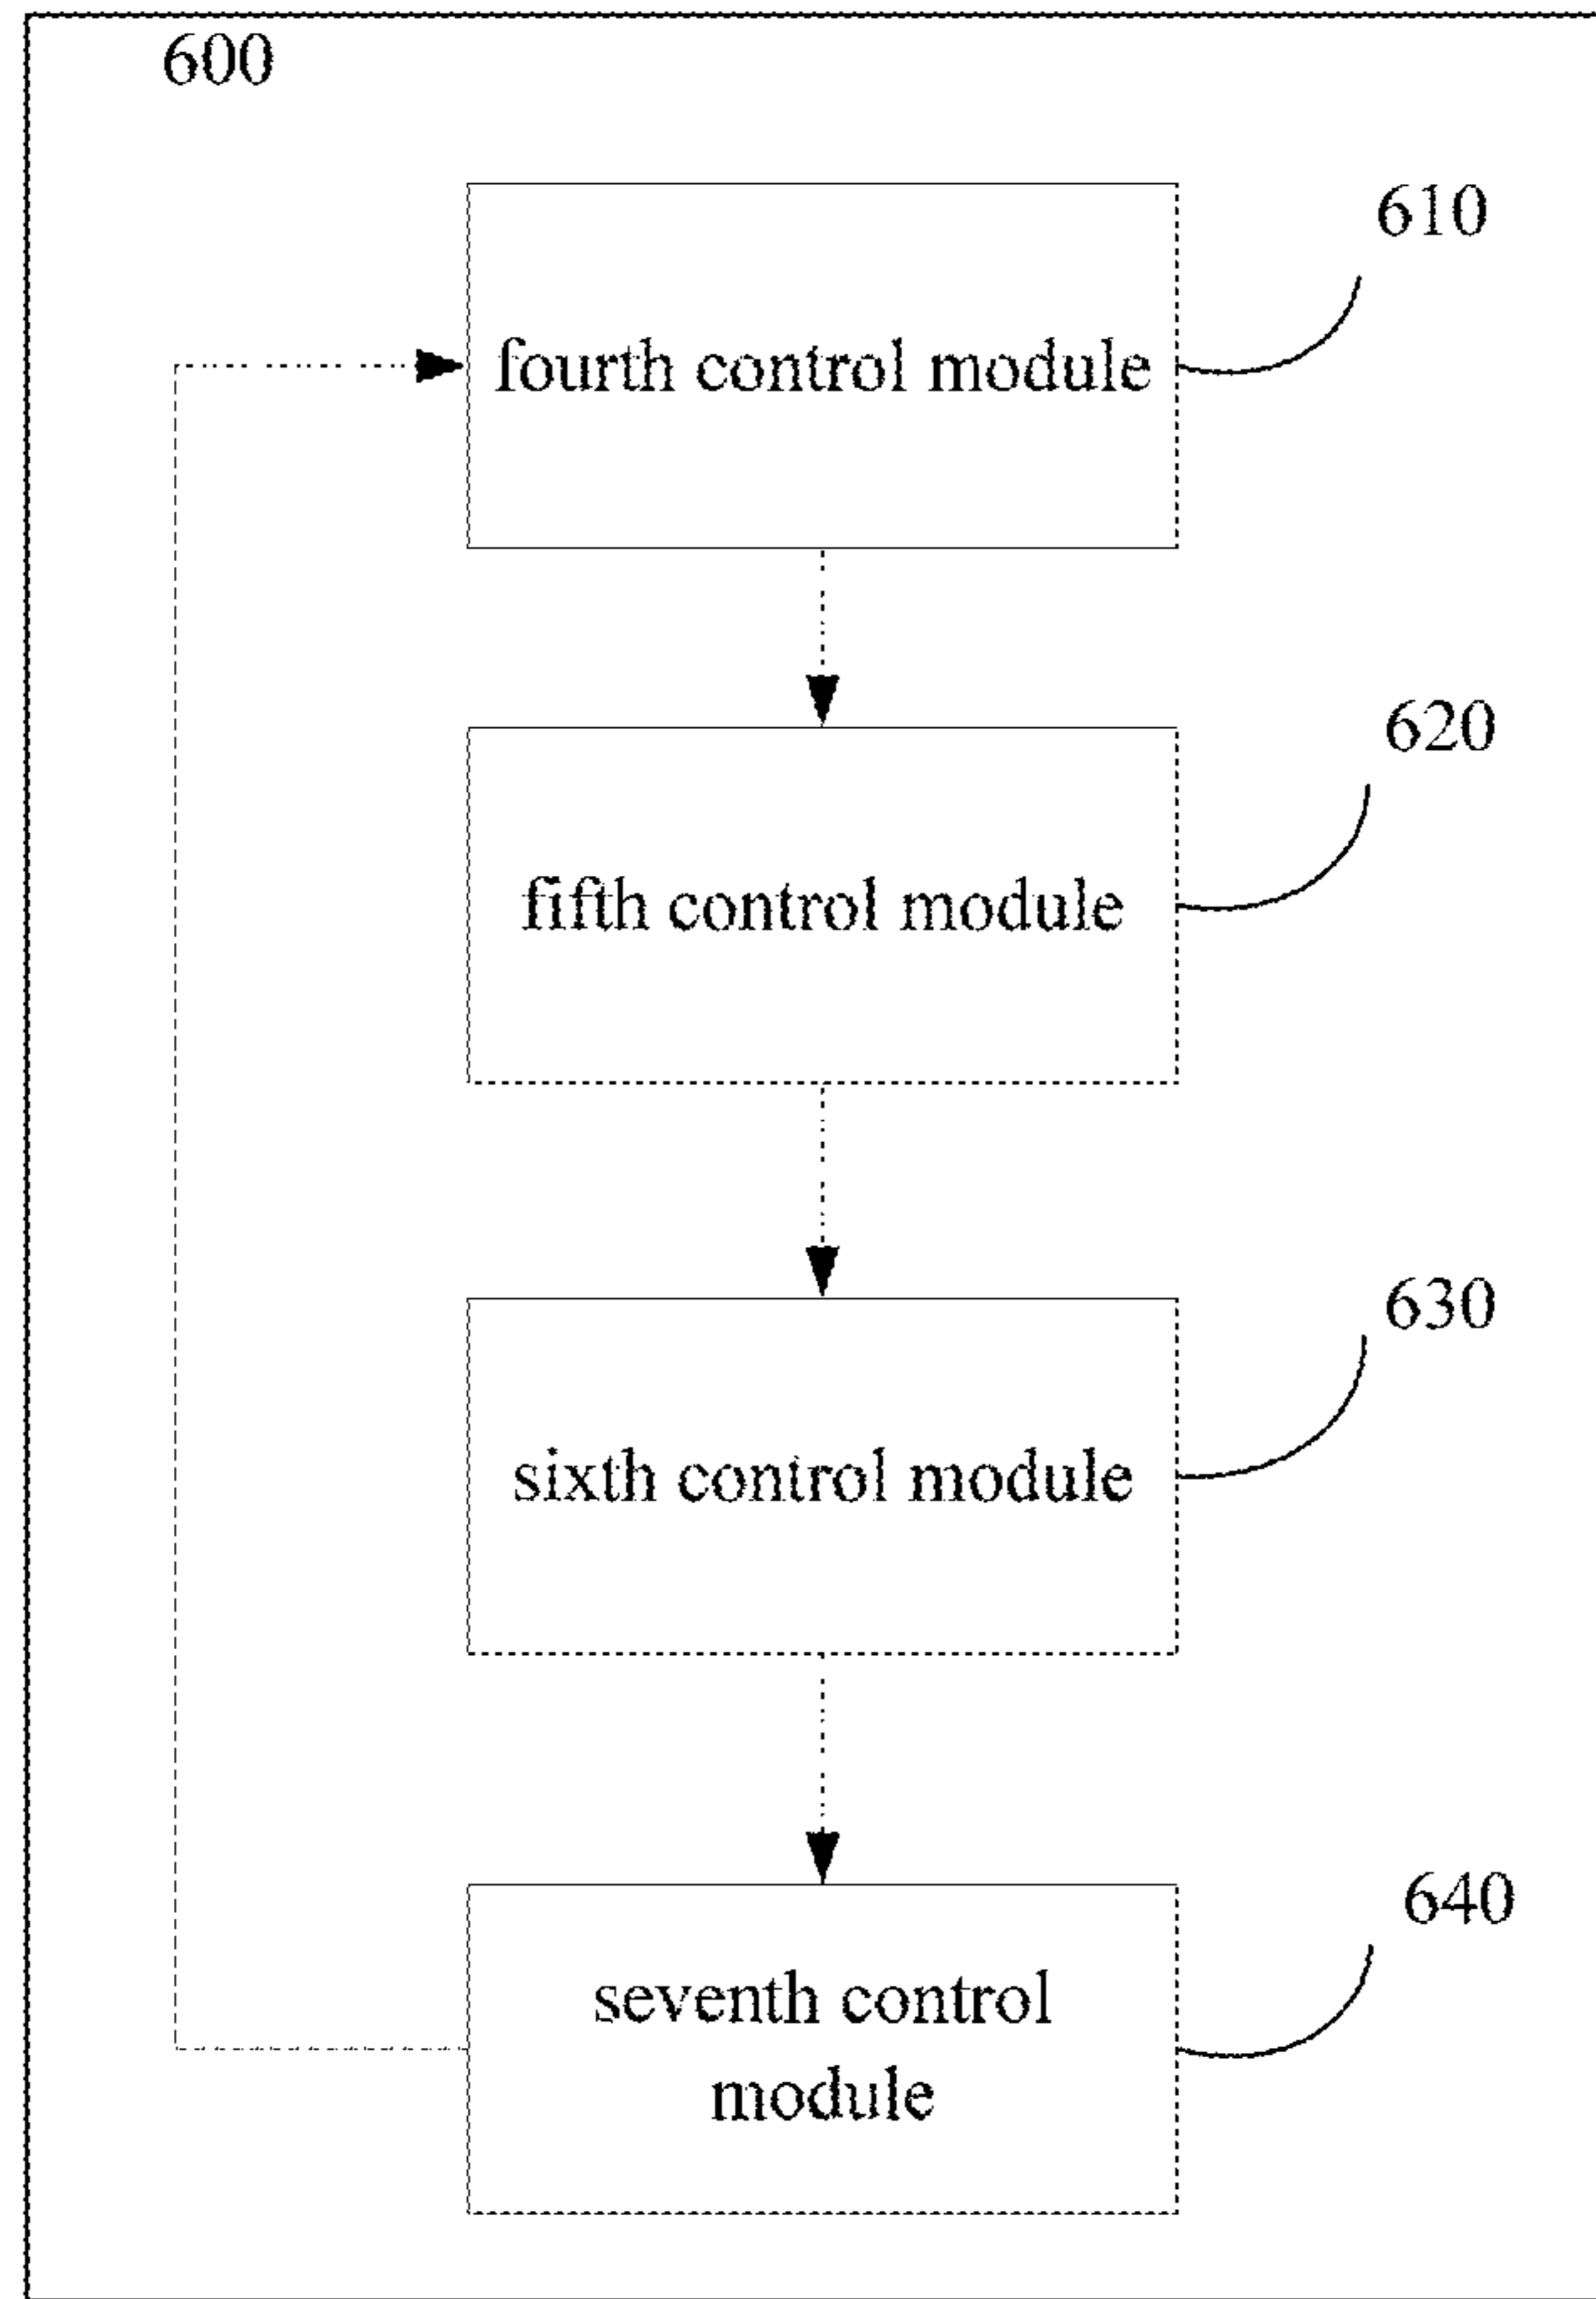 600
610
fourth control module
620
fifth control module
630
sixth control module
640
seventh control
module